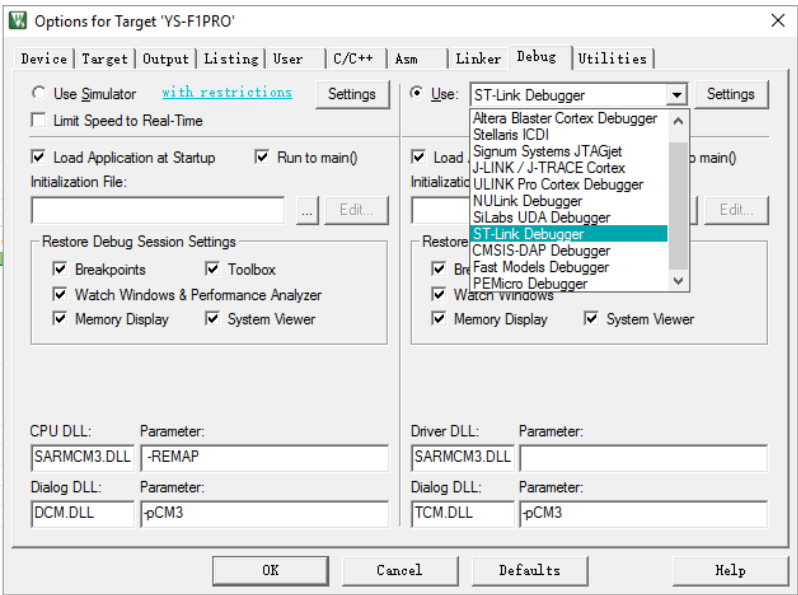 Options for Target 'YS-F1PRO'
Device Target Output Listing User C/C++ Asm Linker Debug Utilities
Use Simulator with restrictions Settings
Limit Speed to Real-Time
Load Application at Startup Run to main()
Initialization File:
... Edit...
Restore Debug Session Settings
Breakpoints Toolbox
Watch Windows & Performance Analyzer
Memory Display System Viewer
CPU DLL: Parameter:
SARMCM3.DLL -REMAP
Dialog DLL: Parameter:
DCM.DLL -pCM3
Use: ST-Link Debugger Settings
Altera Blaster Cortex Debugger
Stellaris ICDI
Signum Systems JTAGjet
J-LINK / J-TRACE Cortex
ULINK Pro Cortex Debugger
NULink Debugger
SiLabs UDA Debugger
ST-Link Debugger
CMSIS-DAP Debugger
Fast Models Debugger
PEMicro Debugger
Load main()
Edit...
Restore
Watch Windows
Memory Display System Viewer
Driver DLL: Parameter:
SARMCM3.DLL
Dialog DLL: Parameter:
TCM.DLL -pCM3
OK Cancel Defaults Help